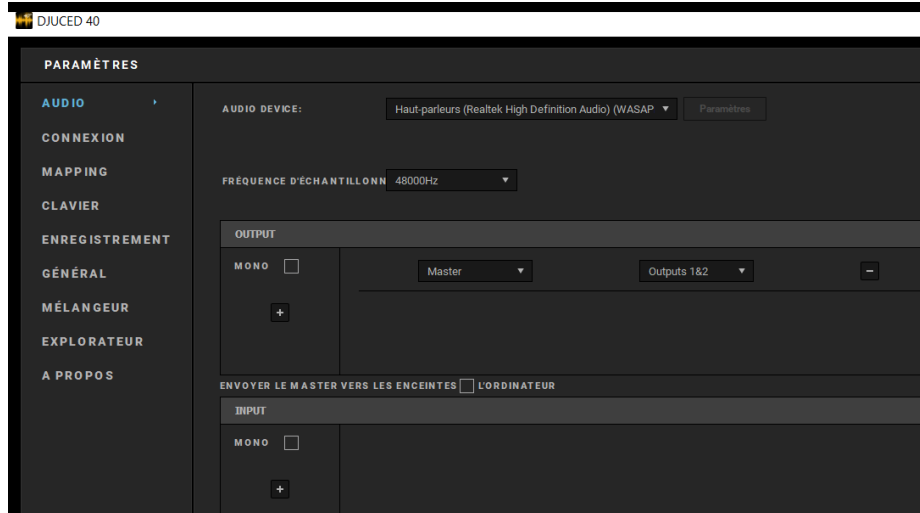 DJUCED 40
PARAMÈTRES
AUDIO
CONNEXION
MAPPING
CLAVIER
ENREGISTREMENT
GÉNÉRAL
MÉLANGEUR
EXPLORATEUR
A PROPOS
AUDIO DEVICE: Haut-parleurs (Realtek High Definition Audio) (WASAP Paramètres
FRÉQUENCE D'ÉCHANTILLONN 48000Hz
OUTPUT
MONO Master Outputs 1&2 −
+
ENVOYER LE MASTER VERS LES ENCEINTES L'ORDINATEUR
INPUT
MONO
+